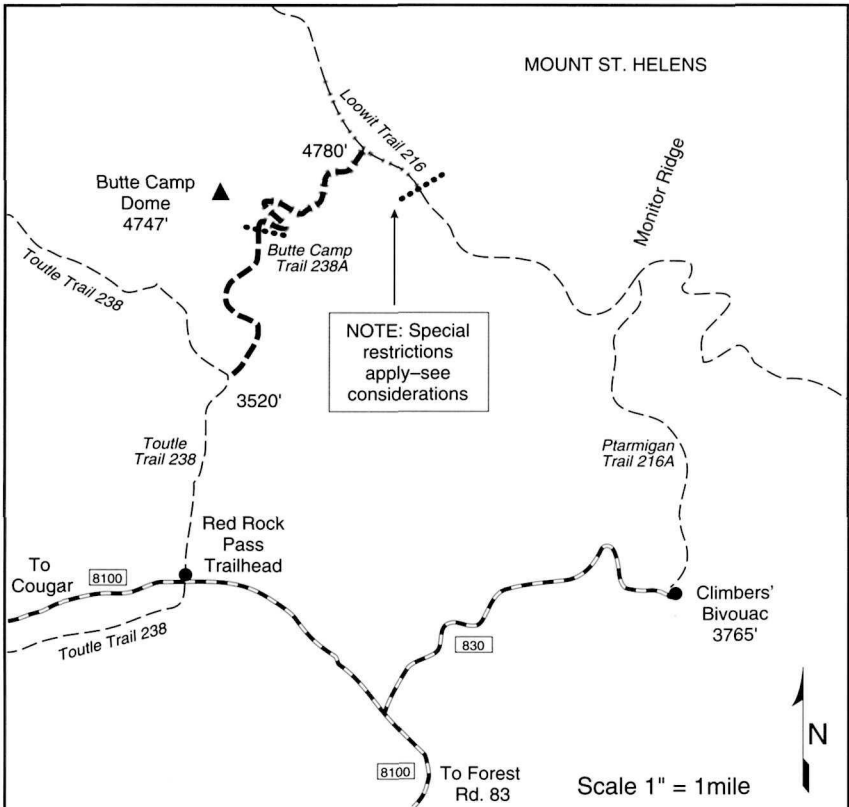 MOUNT ST. HELENS
Loowit Trail 216
4780'
Butte Camp
Dome
4747'
Monitor Ridge
Butte Camp
Trail 238A
Toutle Trail 238
NOTE: Special
restrictions
apply–see
considerations
3520'
Toutle
Trail 238
Ptarmigan
Trail 216A
Red Rock
Pass
Trailhead
To
Cougar
8100
Climbers'
Bivouac
3765'
Toutle Trail 238
830
N
8100
To Forest
Rd. 83
Scale 1" = 1mile